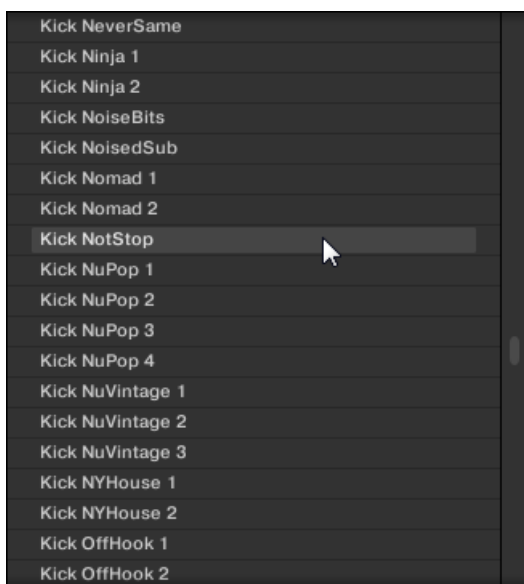 Kick NeverSame
Kick Ninja 1
Kick Ninja 2
Kick NoiseBits
Kick NoisedSub
Kick Nomad 1
Kick Nomad 2
Kick NotStop
Kick NuPop 1
Kick NuPop 2
Kick NuPop 3
Kick NuPop 4
Kick NuVintage 1
Kick NuVintage 2
Kick NuVintage 3
Kick NYHouse 1
Kick NYHouse 2
Kick OffHook 1
Kick OffHook 2